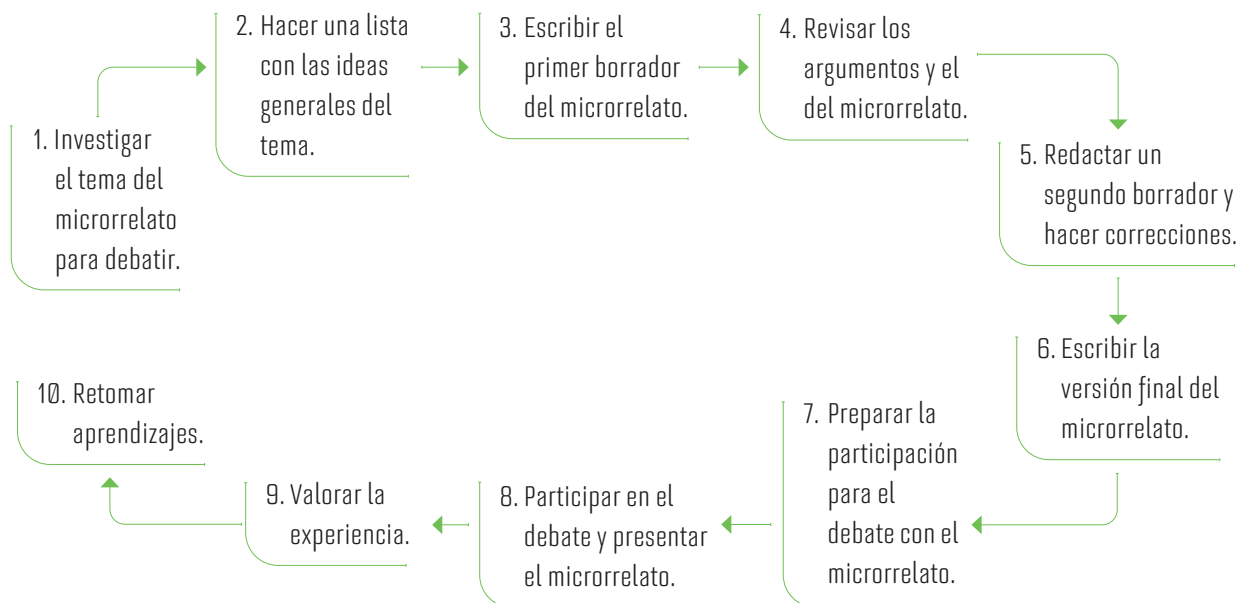 1. Investigar
el tema del
microrrelato
para debatir.
2. Hacer una lista
con las ideas
generales del
tema.
3. Escribir el
primer borrador
del microrrelato.
4. Revisar los
argumentos y el
del microrrelato.
5. Redactar un
segundo borrador y
hacer correcciones.
6. Escribir la
versión final del
microrrelato.
7. Preparar la
participación
para el
debate con el
microrrelato.
8. Participar en el
debate y presentar
el microrrelato.
9. Valorar la
experiencia.
10. Retomar
aprendizajes.